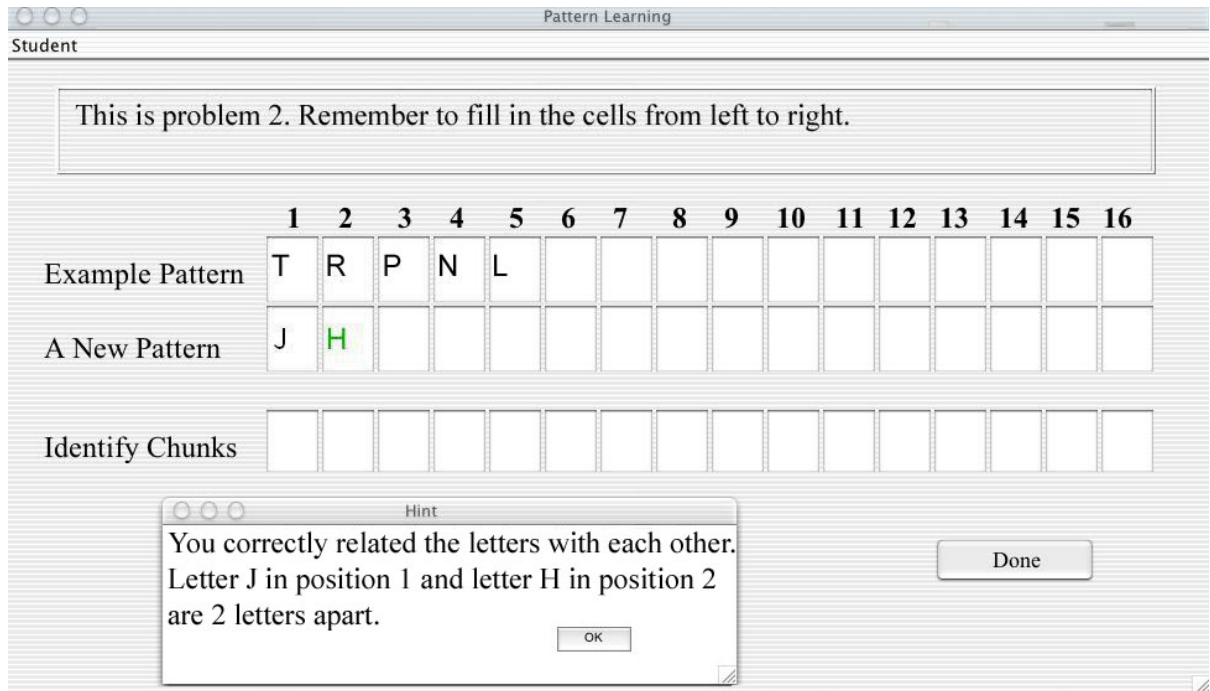 Pattern Learning
Student
This is problem 2. Remember to fill in the cells from left to right.
1 2 3 4 5 6 7 8 9 10 11 12 13 14 15 16
Example Pattern T R P N L
A New Pattern J H
Identify Chunks
Hint
You correctly related the letters with each other.
Letter J in position 1 and letter H in position 2
are 2 letters apart.
OK
Done